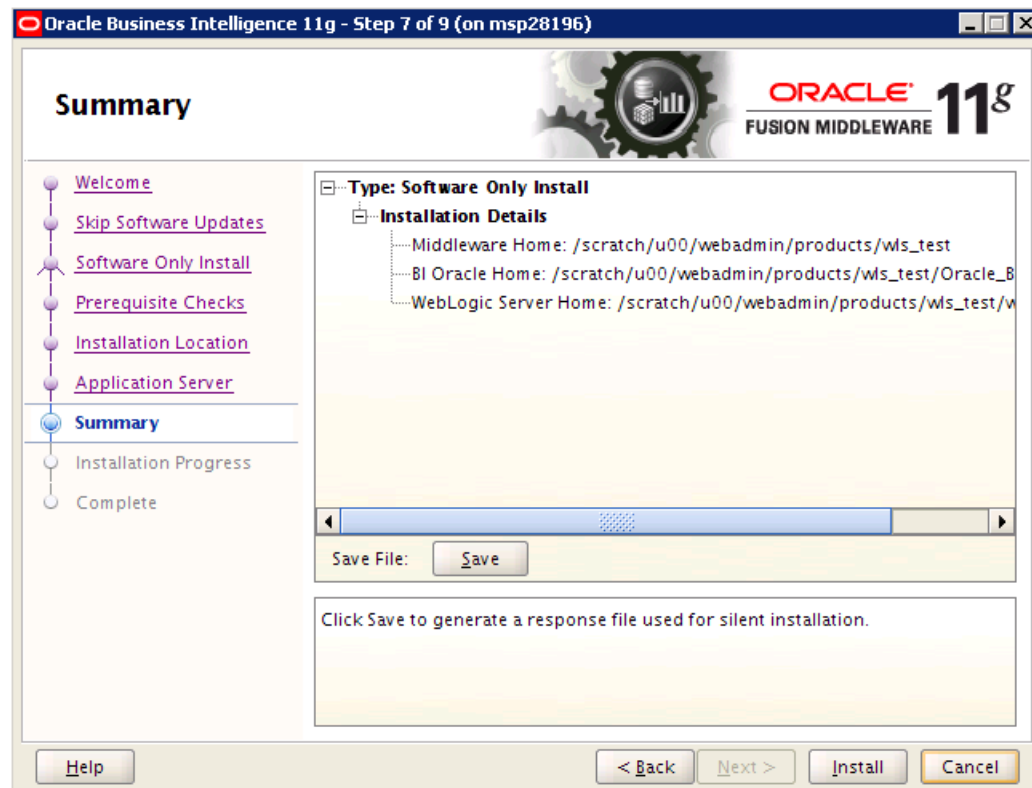 Oracle Business Intelligence 11g - Step 7 of 9 (on msp28196)
Summary
ORACLE
FUSION MIDDLEWARE 11g
Welcome
Skip Software Updates
Software Only Install
Prerequisite Checks
Installation Location
Application Server
Summary
Installation Progress
Complete
Type: Software Only Install
Installation Details
Middleware Home: /scratch/u00/webadmin/products/wls_test
BI Oracle Home: /scratch/u00/webadmin/products/wls_test/Oracle_B
WebLogic Server Home: /scratch/u00/webadmin/products/wls_test/w
Save File: Save
Click Save to generate a response file used for silent installation.
Help < Back Next > Install Cancel